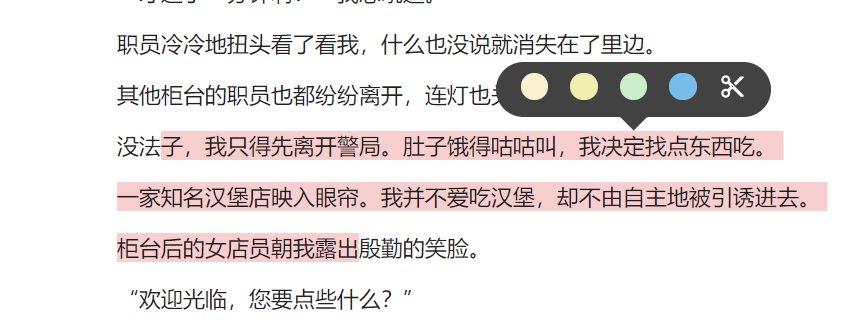 职员冷冷地扭头看了看我，什么也没说就消失在了里边。
其他柜台的职员也都纷纷离开，连灯也
没法子，我只得先离开警局。肚子饿得咕咕叫，我决定找点东西吃。
一家知名汉堡店映入眼帘。我并不爱吃汉堡，却不由自主地被引诱进去。
柜台后的女店员朝我露出殷勤的笑脸。
“欢迎光临，您要点些什么？”